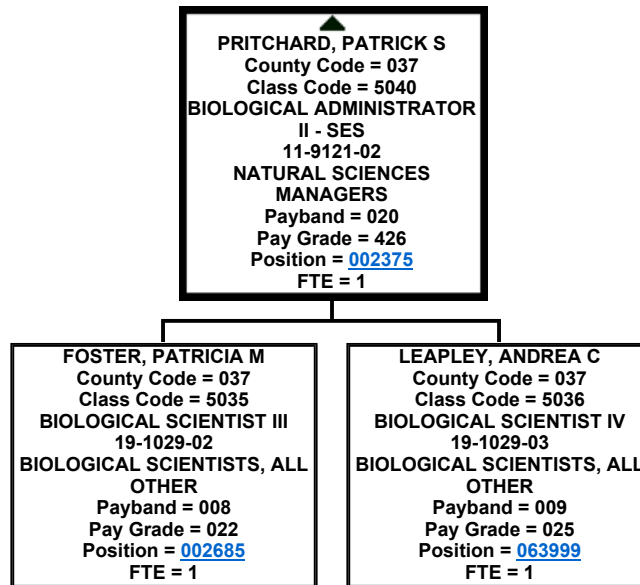 PRITCHARD, PATRICK S
County Code = 037
Class Code = 5040
BIOLOGICAL ADMINISTRATOR
II - SES
11-9121-02
NATURAL SCIENCES
MANAGERS
Payband = 020
Pay Grade = 426
Position = 002375
FTE = 1
FOSTER, PATRICIA M
County Code = 037
Class Code = 5035
BIOLOGICAL SCIENTIST III
19-1029-02
BIOLOGICAL SCIENTISTS, ALL
OTHER
Payband = 008
Pay Grade = 022
Position = 002685
FTE = 1
LEAPLEY, ANDREA C
County Code = 037
Class Code = 5036
BIOLOGICAL SCIENTIST IV
19-1029-03
BIOLOGICAL SCIENTISTS, ALL
OTHER
Payband = 009
Pay Grade = 025
Position = 063999
FTE = 1